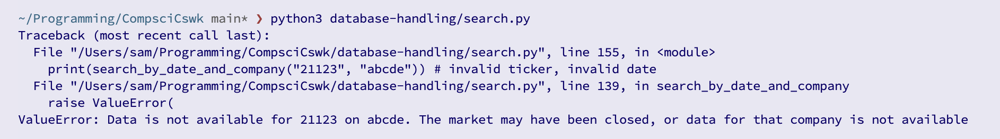 ~/Programming/CompsciCswk main* ❯ python3 database-handling/search.py
Traceback (most recent call last):
  File "/Users/sam/Programming/CompsciCswk/database-handling/search.py", line 155, in <module>
    print(search_by_date_and_company("21123", "abcde")) # invalid ticker, invalid date
  File "/Users/sam/Programming/CompsciCswk/database-handling/search.py", line 139, in search_by_date_and_company
    raise ValueError(
ValueError: Data is not available for 21123 on abcde. The market may have been closed, or data for that company is not available